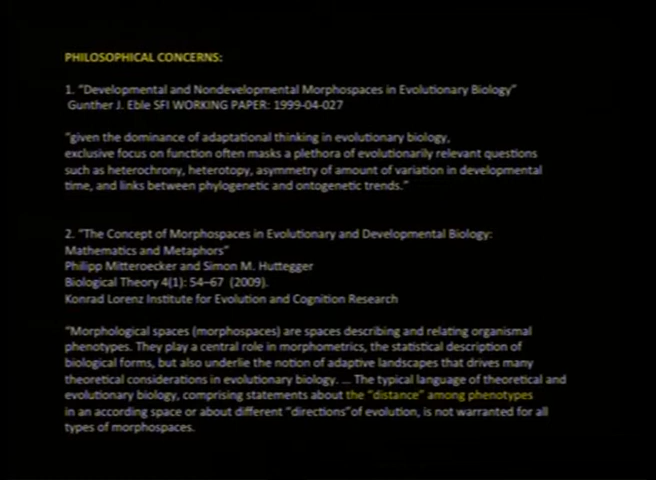 PHILOSOPHICAL CONCERNS:
1. "Developmental and Nondevelopmental Morphospaces in Evolutionary Biology"
Gunther J. Eble SFI WORKING PAPER: 1999-04-027
"given the dominance of adaptational thinking in evolutionary biology,
exclusive focus on function often masks a plethora of evolutionarily relevant questions
such as heterochrony, heterotopy, asymmetry of amount of variation in developmental
time, and links between phylogenetic and ontogenetic trends."
2. "The Concept of Morphospaces in Evolutionary and Developmental Biology:
Mathematics and Metaphors"
Philipp Mitteroecker and Simon M. Huttegger
Biological Theory 4(1): 54–67 (2009).
Konrad Lorenz Institute for Evolution and Cognition Research
"Morphological spaces (morphospaces) are spaces describing and relating organismal
phenotypes. They play a central role in morphometrics, the statistical description of
biological forms, but also underlie the notion of adaptive landscapes that drives many
theoretical considerations in evolutionary biology. ... The typical language of theoretical and
evolutionary biology, comprising statements about the "distance" among phenotypes
in an according space or about different "directions"of evolution, is not warranted for all
types of morphospaces.